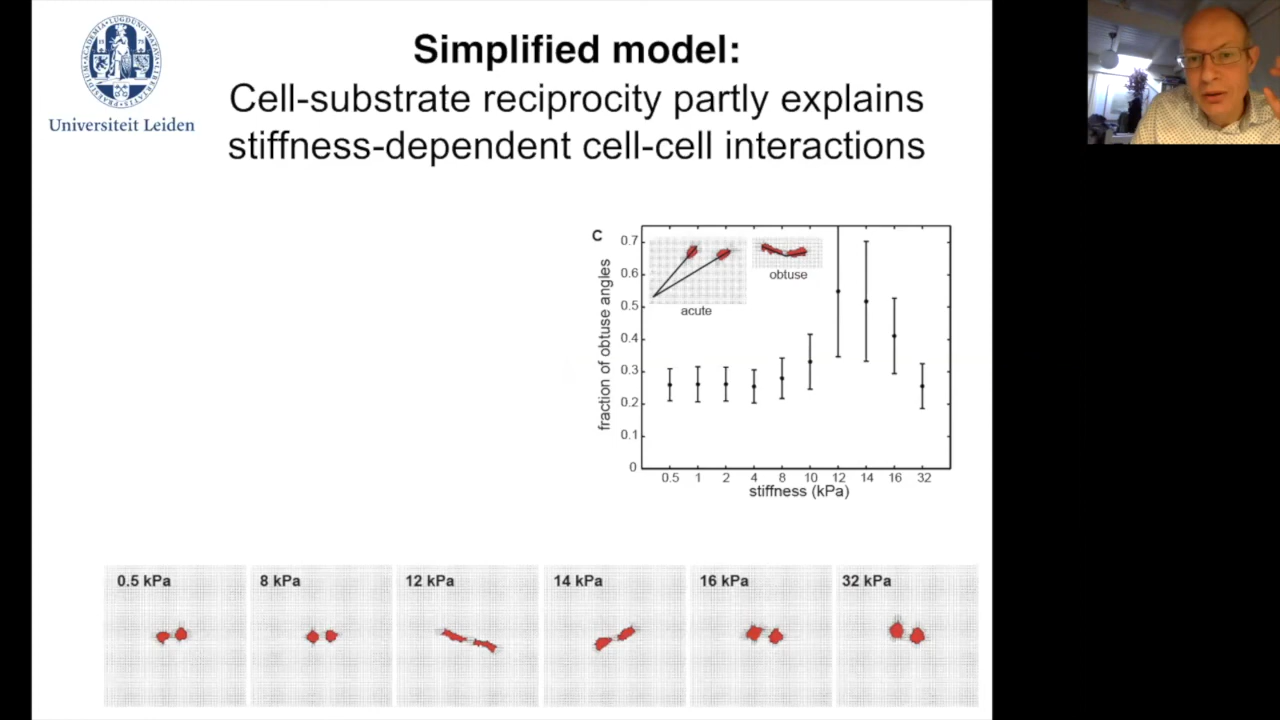 Simplified model:
Cell-substrate reciprocity partly explains
stiffness-dependent cell-cell interactions
Universiteit Leiden
C
fraction of obtuse angles
0.7
0.6
0.5
0.4
0.3
0.2
0.1
0
acute
obtuse
0.5 1 2 4 8 10 12 14 16 32
stiffness (kPa)
0.5 kPa
8 kPa
12 kPa
14 kPa
16 kPa
32 kPa